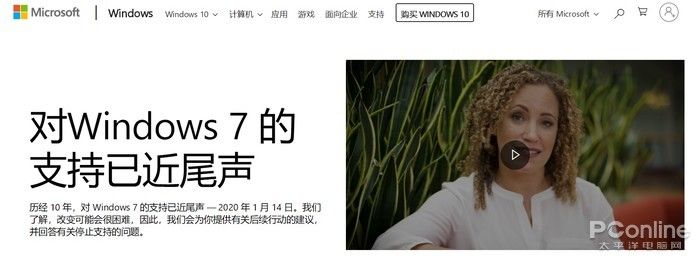 Microsoft
Windows
Windows 10
计算机
应用
游戏
面向企业
支持
购买 WINDOWS 10
所有 Microsoft
对Windows 7 的
支持已近尾声
历经 10 年，对 Windows 7 的支持已近尾声 — 2020 年 1 月 14 日。我们
了解，改变可能会很困难，因此，我们会为你提供有关后续行动的建议，
并回答有关停止支持的问题。
PConline
太平洋电脑网